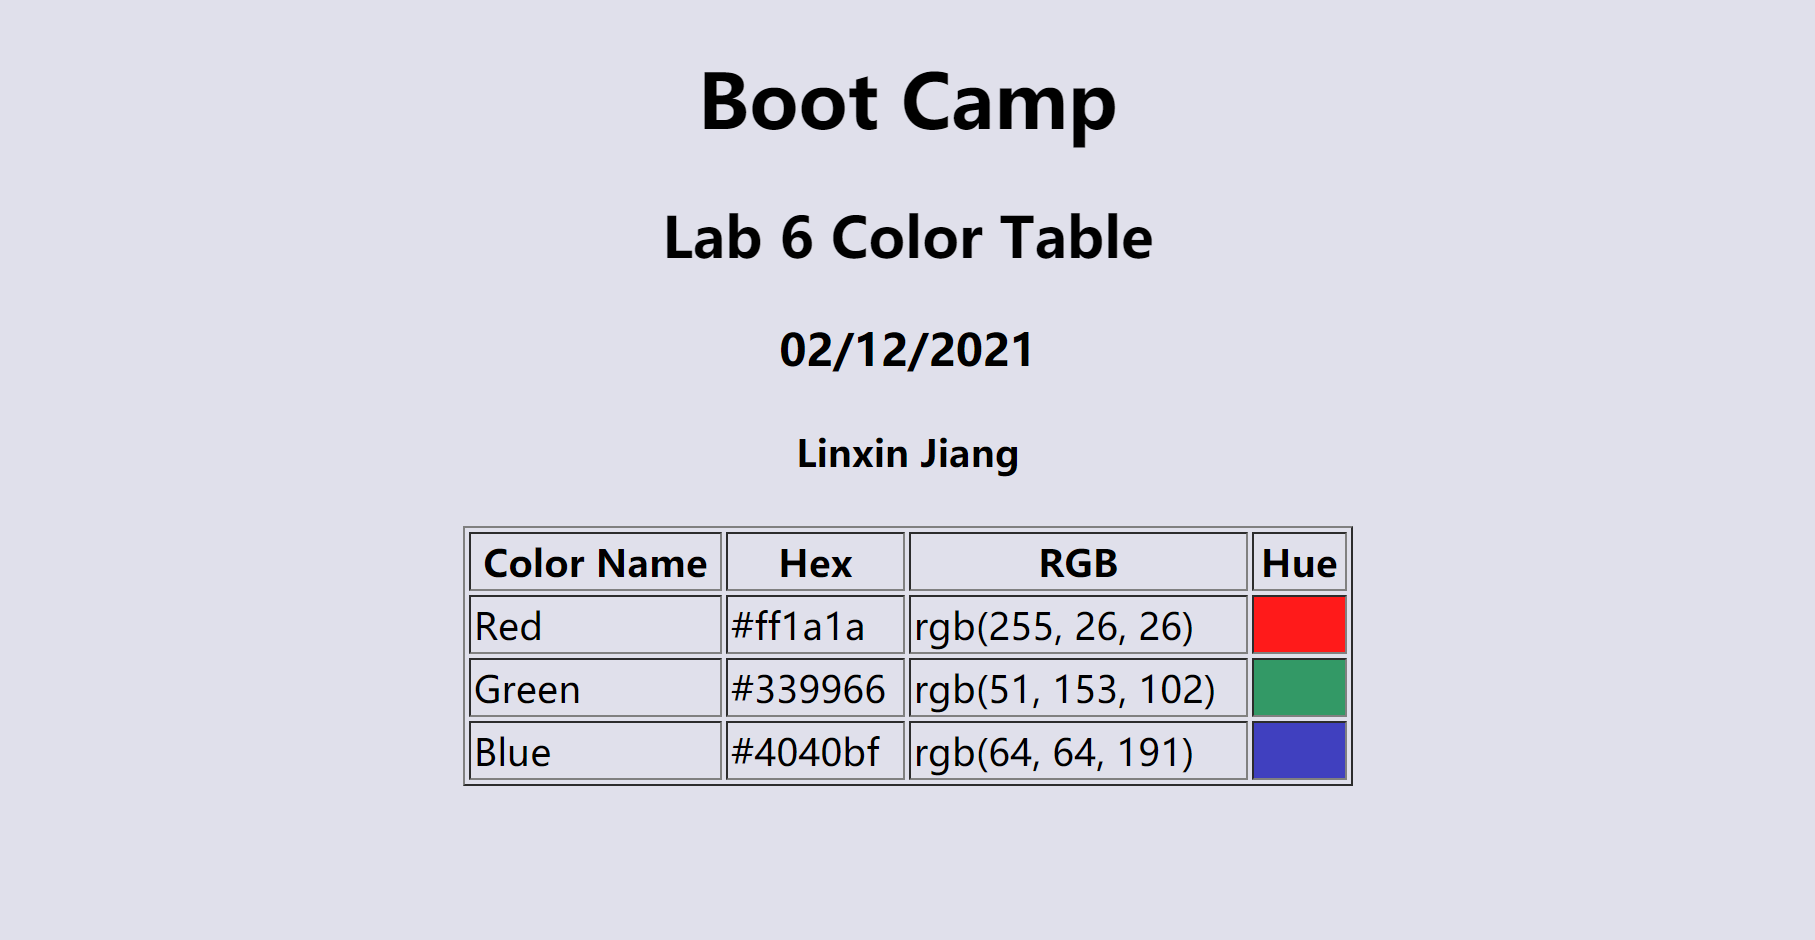 Boot Camp
Lab 6 Color Table
02/12/2021
Linxin Jiang
Color Name Hex RGB Hue
Red #ff1a1a rgb(255, 26, 26)
Green #339966 rgb(51, 153, 102)
Blue #4040bf rgb(64, 64, 191)